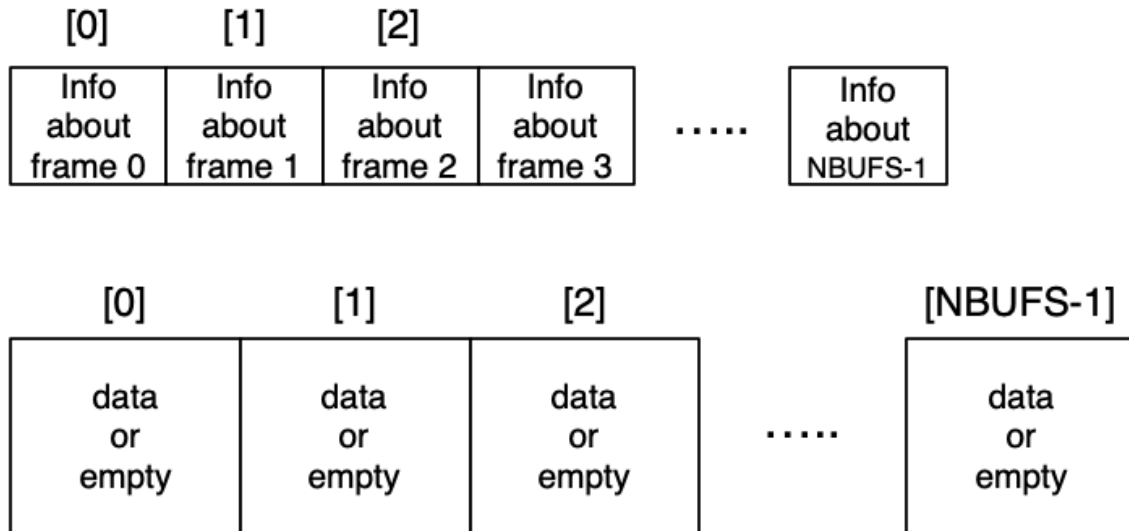 [0] [1] [2]
Info Info Info Info Info
about about about about ..... about
frame 0 frame 1 frame 2 frame 3 NBUFS-1
[0] [1] [2] [NBUFS-1]
data data data data
or or or ..... or
empty empty empty empty